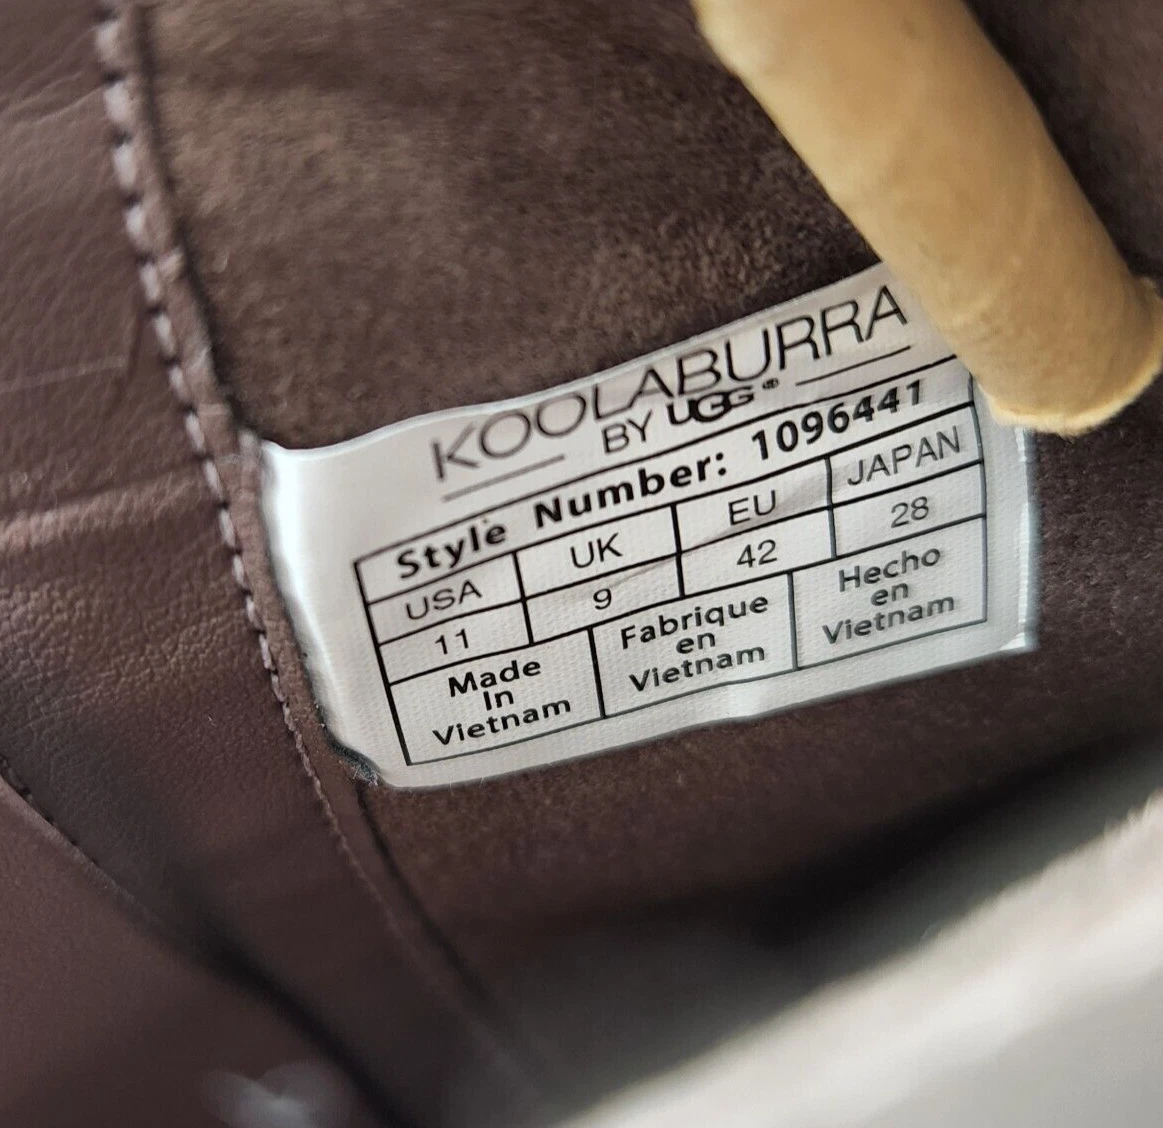 KOOLABURRA
BY UGG®
Style Number: 1096441
USA UK EU JAPAN
11 9 42 28
Made
In
Vietnam
Fabrique
en
Vietnam
Hecho
en
Vietnam